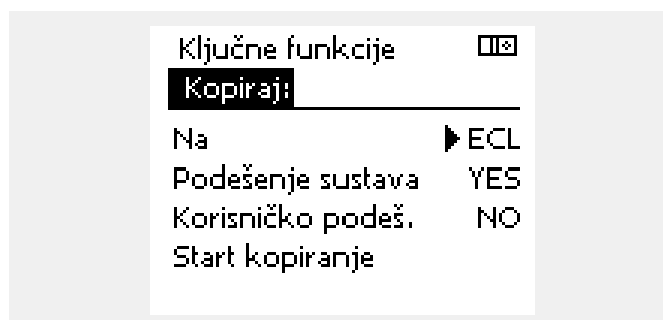 Ključne funkcije
Kopiraj:
Na ECL
Podešenje sustava YES
Korisničko podeš. NO
Start kopiranje